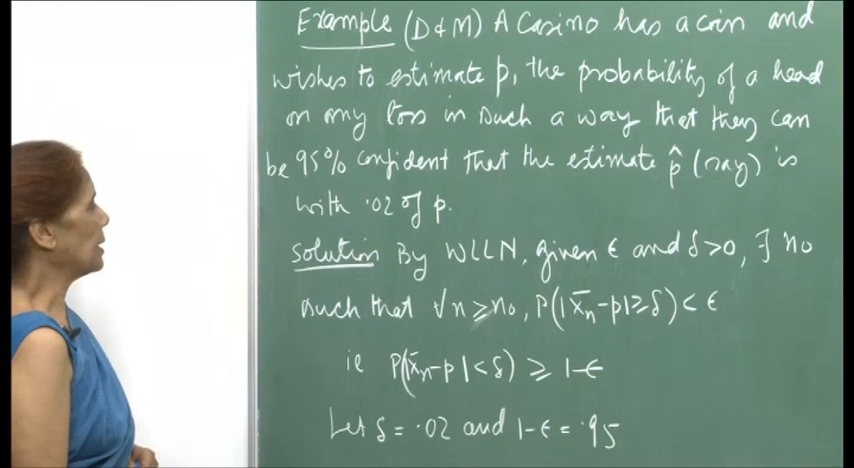 Example (D & M) A Casino has a coin and
wishes to estimate p, the probability of a head
on any toss in such a way that they can
be 95% confident that the estimate p̂ (say) is
with .02 of p.
Solution By WLLN, given ϵ and δ>0, ∃ n₀
such that ∀ n ≥ n₀, P(|X̄ₙ-p| ≥ δ) < ϵ
ie P(|X̄ₙ-p| < δ) ≥ 1-ϵ
Let δ = .02 and 1-ϵ = .95